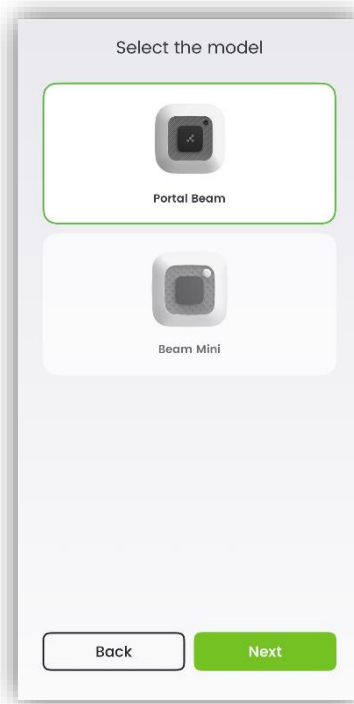 Select the model
Portal Beam
Beam Mini
Back
Next